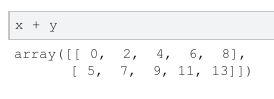 x + y
array([[ 0,  2,  4,  6,  8],
       [ 5,  7,  9, 11, 13]])